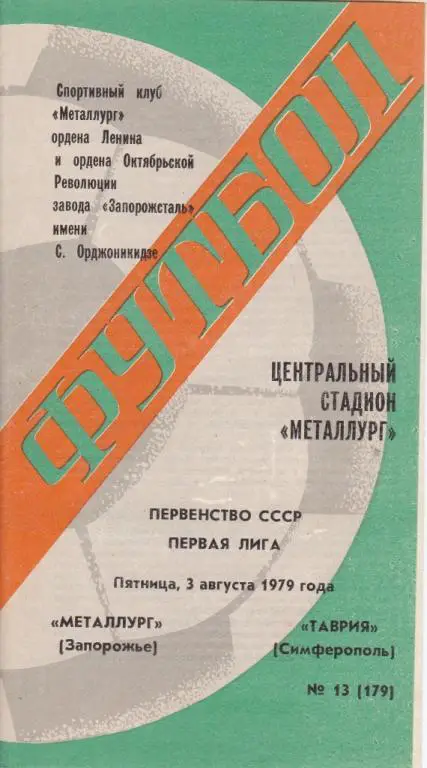 Спортивный клуб
«Металлург»
ордена Ленина
и ордена Октябрьской
Революции
завода «Запорожсталь»
имени
С. Орджоникидзе
ФУТБОЛ
ЦЕНТРАЛЬНЫЙ
СТАДИОН
«МЕТАЛЛУРГ»
ПЕРВЕНСТВО СССР
ПЕРВАЯ ЛИГА
Пятница, 3 августа 1979 года
«МЕТАЛЛУРГ» «ТАВРИЯ»
(Запорожье) (Симферополь)
№ 13 (179)